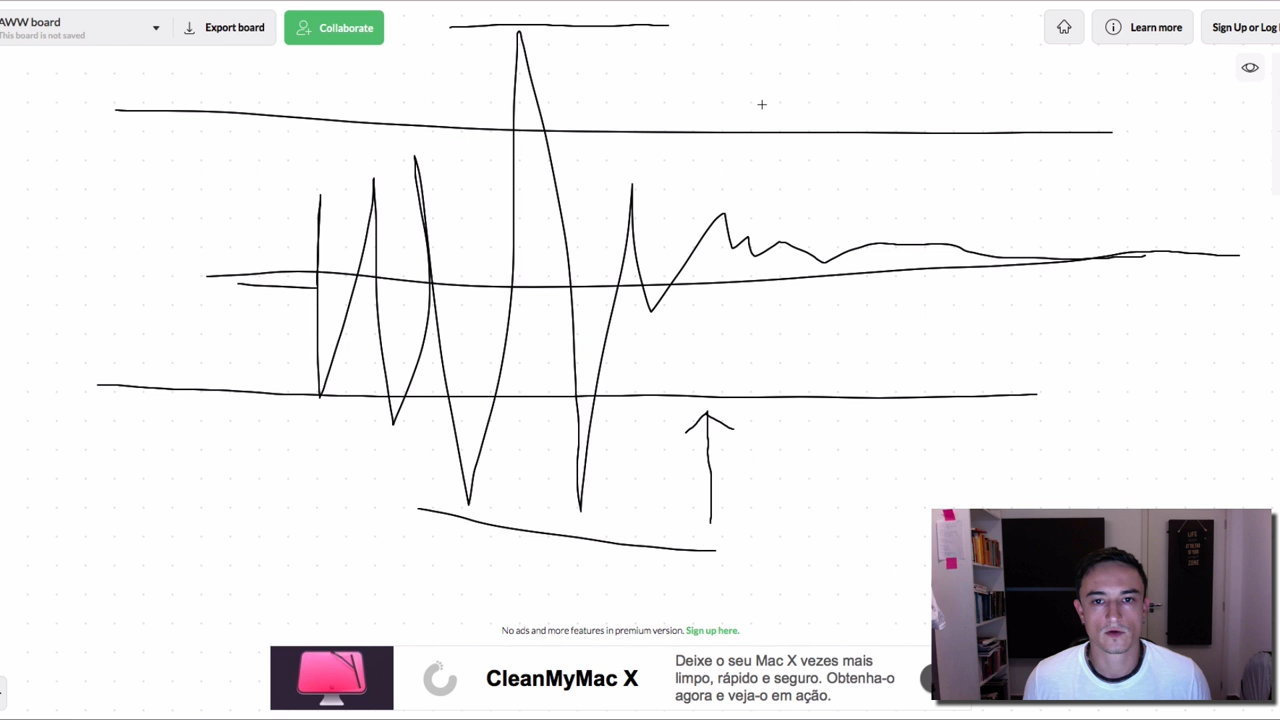 AWW board
This board is not saved
Export board
Collaborate
Learn more
Sign Up or Log
No ads and more features in premium version. Sign up here.
CleanMyMac X
Deixe o seu Mac X vezes mais
limpo, rápido e seguro. Obtenha-o
agora e veja-o em ação.
LIFE